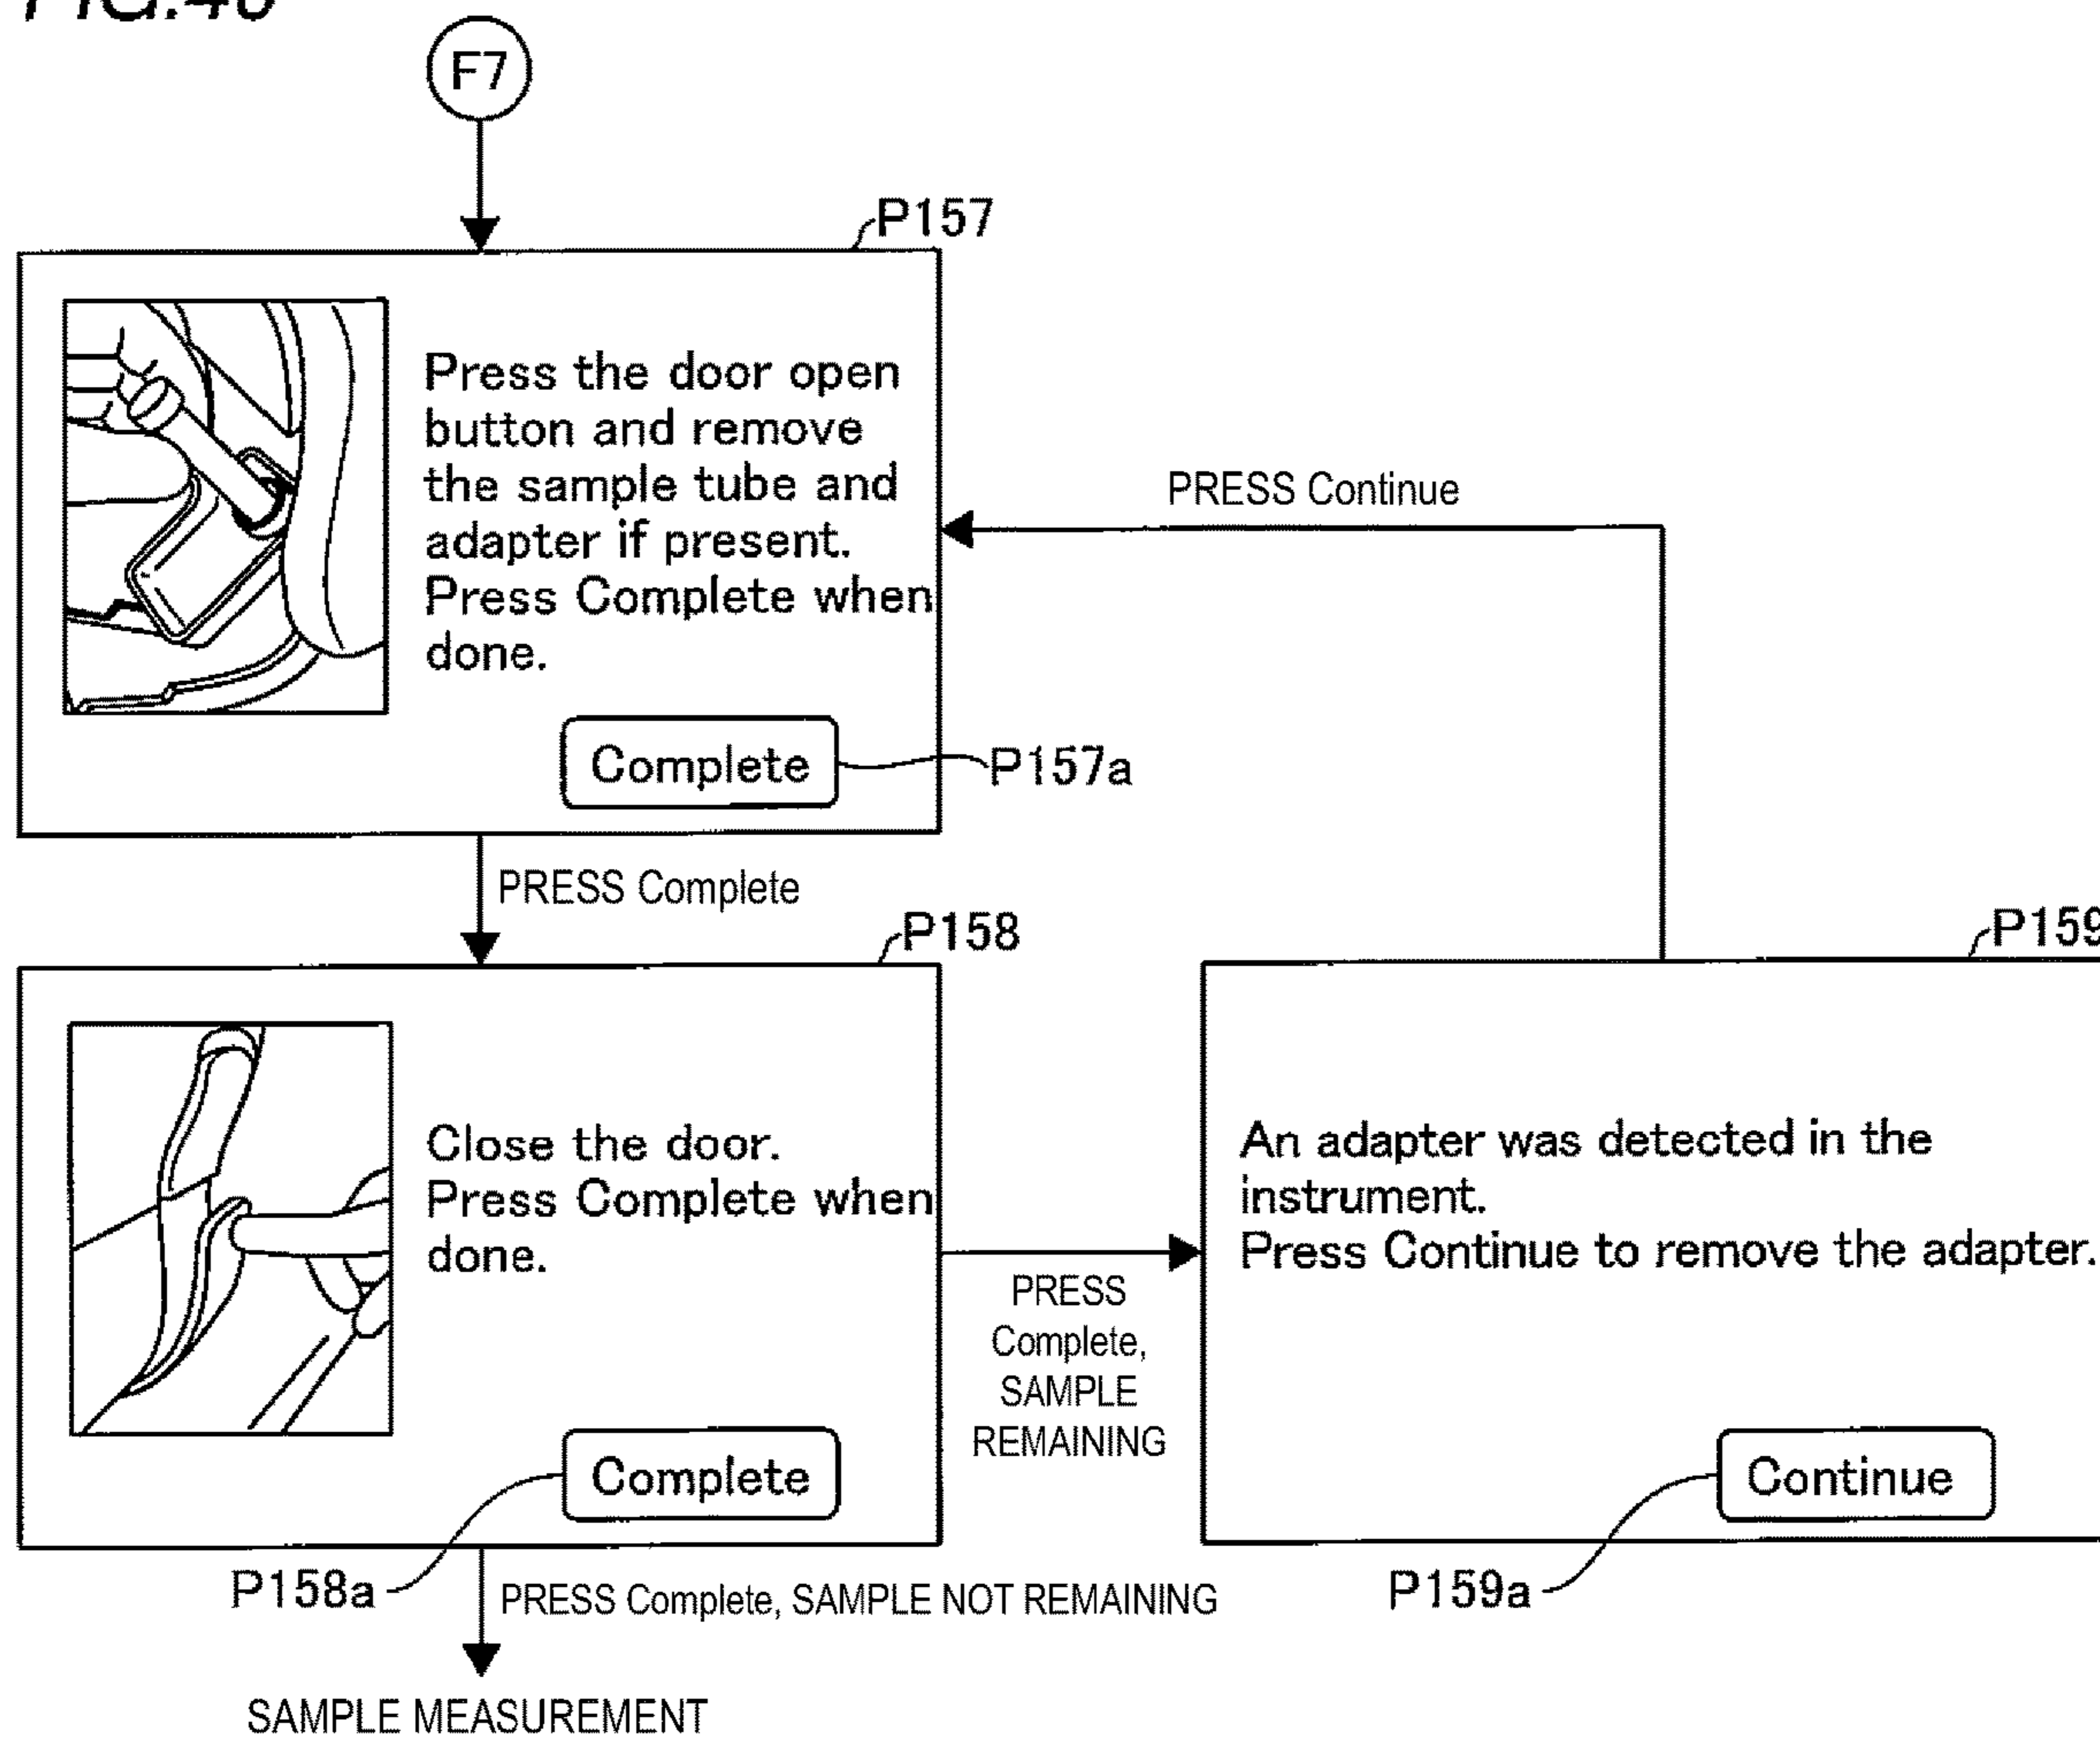 F7
P157
Press the door open
button and remove
the sample tube and
adapter if present.
Press Complete when
done.
Complete
P157a
PRESS Continue
PRESS Complete
P158
Close the door.
Press Complete when
done.
Complete
P158a
PRESS
Complete,
SAMPLE
REMAINING
P159
An adapter was detected in the
instrument.
Press Continue to remove the adapter.
Continue
P159a
PRESS Complete, SAMPLE NOT REMAINING
SAMPLE MEASUREMENT